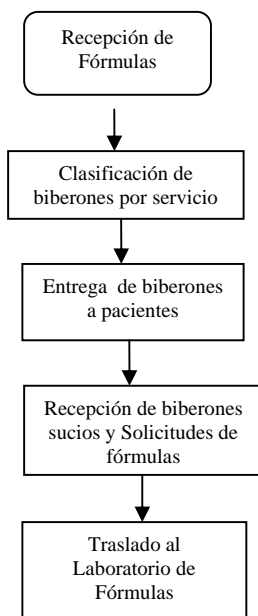 Recepción de
Fórmulas
Clasificación de
biberones por servicio
Entrega de biberones
a pacientes
Recepción de biberones
sucios y Solicitudes de
fórmulas
Traslado al
Laboratorio de
Fórmulas